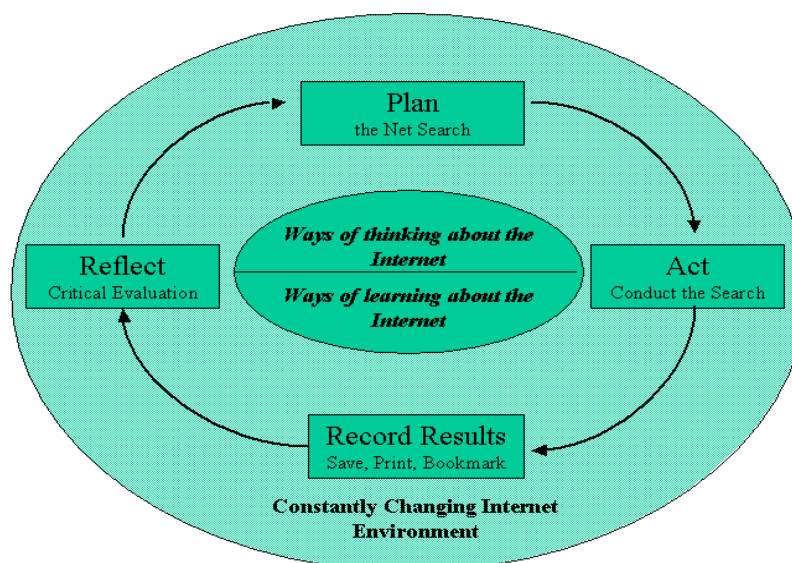 Plan
the Net Search
Ways of thinking about the
Internet
Reflect
Critical Evaluation
Act
Conduct the Search
Ways of learning about the
Internet
Record Results
Save, Print, Bookmark
Constantly Changing Internet
Environment